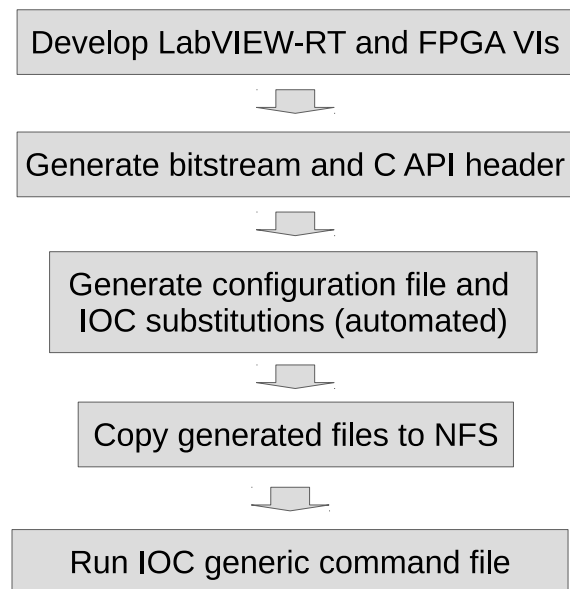 Develop LabVIEW-RT and FPGA VIs
Generate bitstream and C API header
Generate configuration file and
IOC substitutions (automated)
Copy generated files to NFS
Run IOC generic command file